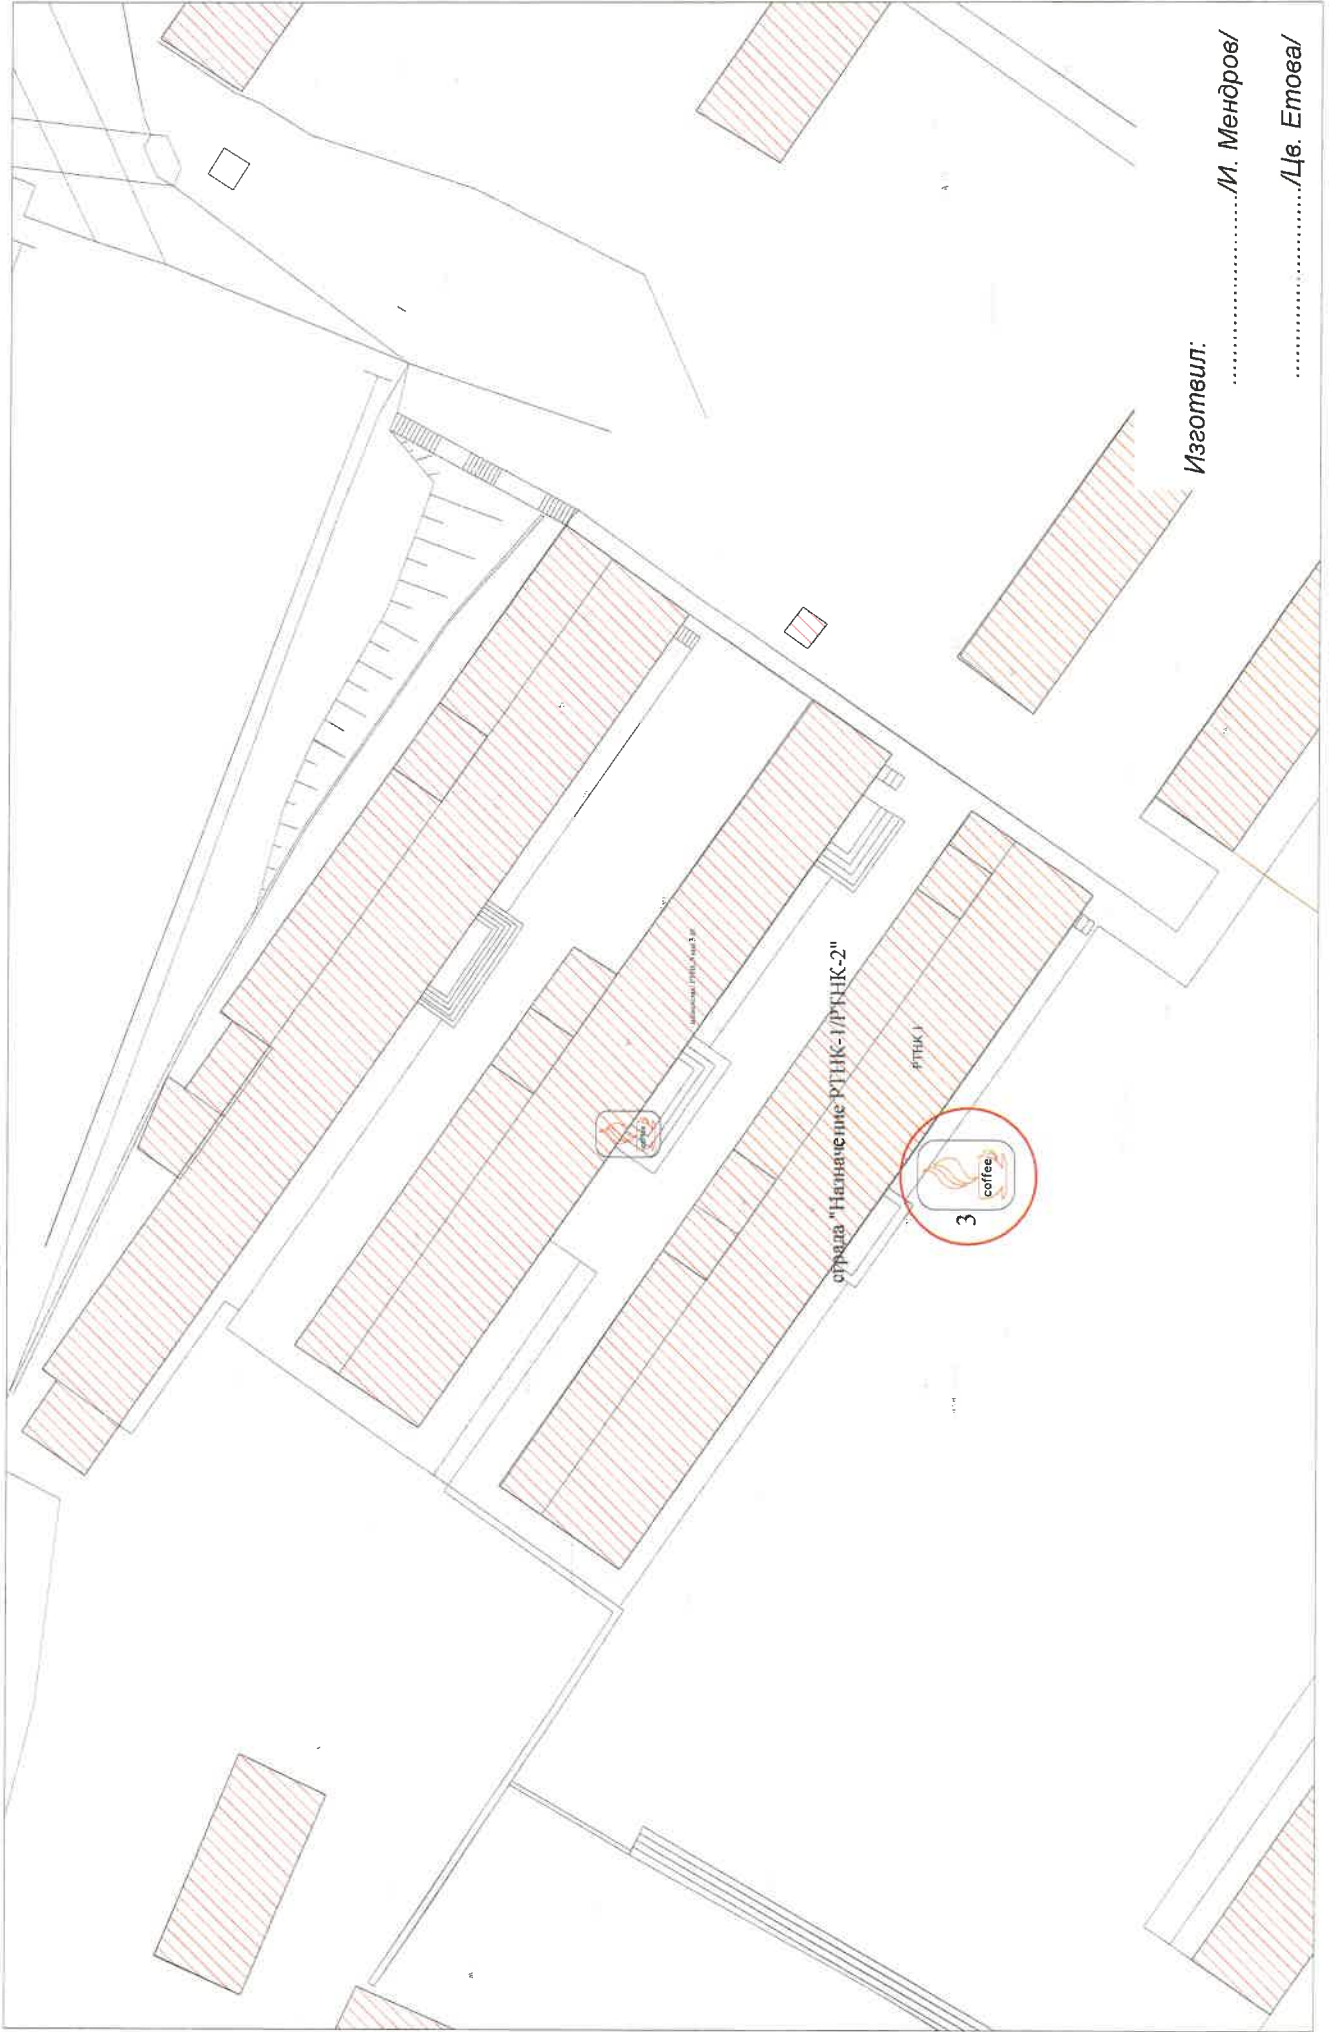 сграда "Назначение РТНК-1/РТНК-2"
РТНК 1
coffee
3
coffee
Изготвил:
............................/И. Мендров/
............................/Цв. Етова/